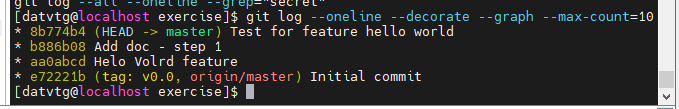 git log --all --oneline --grep="secret"
[datvtg@localhost exercise]$ git log --oneline --decorate --graph --max-count=10
* 8b774b4 (HEAD -> master) Test for feature hello world
* b886b08 Add doc - step 1
* aa0abcd Helo Volrd feature
* e72221b (tag: v0.0, origin/master) Initial commit
[datvtg@localhost exercise]$